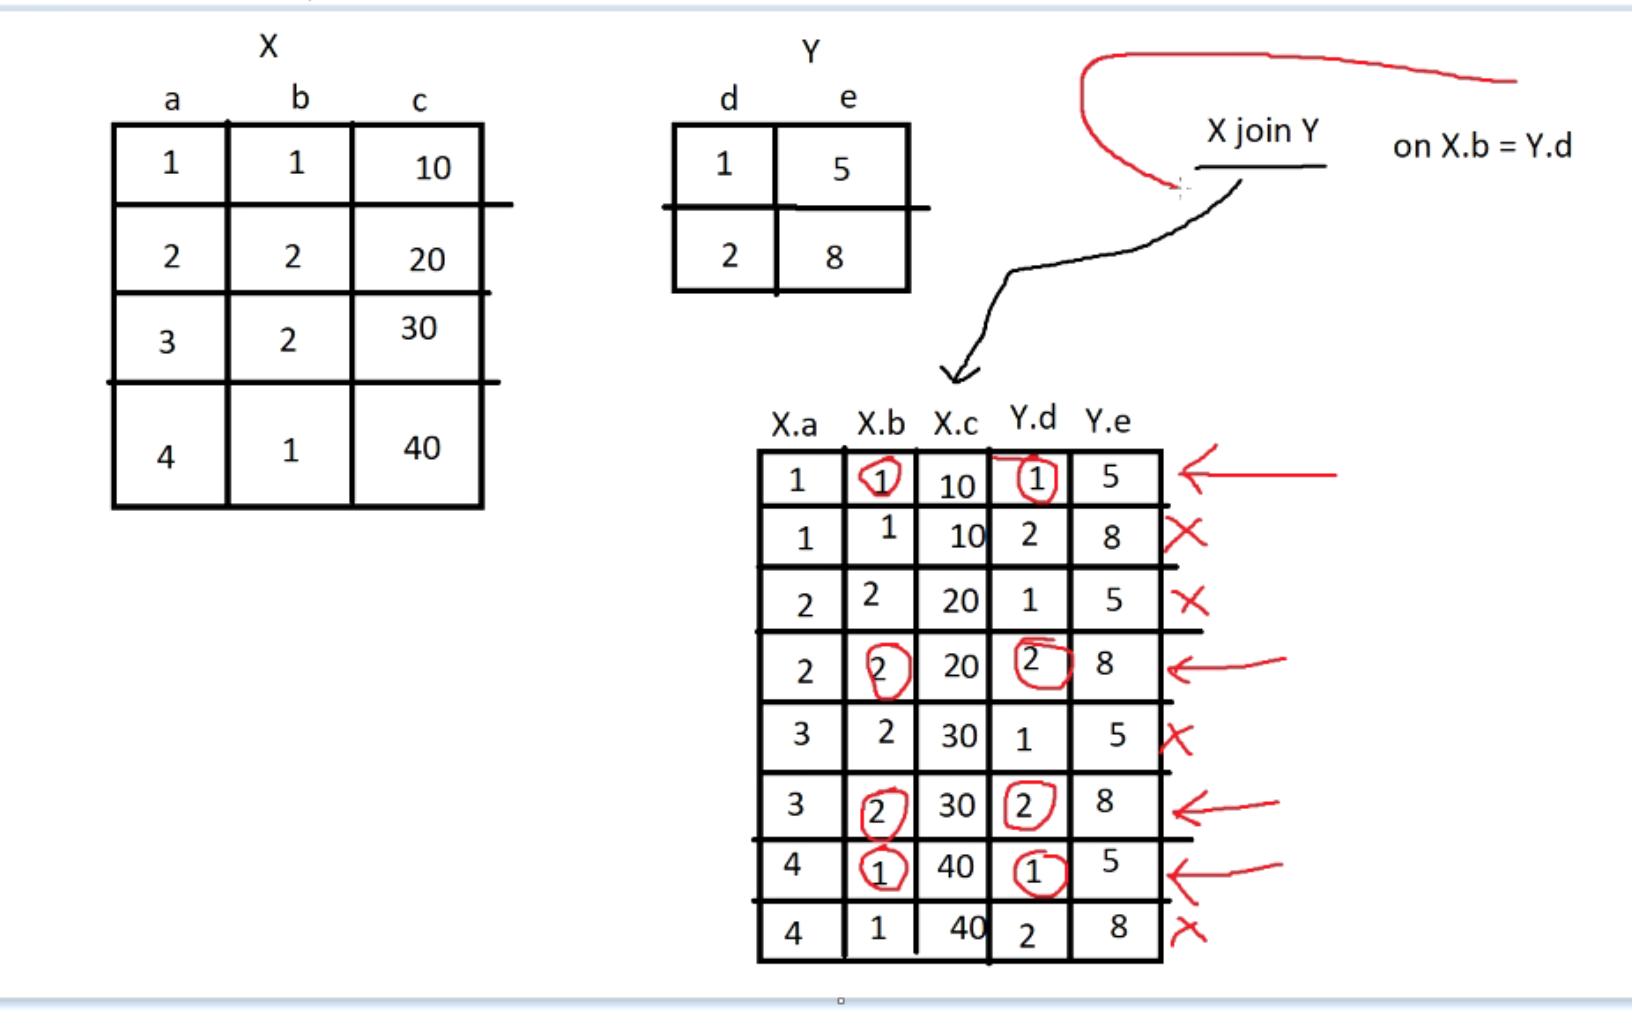 X
a b c
1 1 10
2 2 20
3 2 30
4 1 40
Y
d e
1 5
2 8
X join Y on X.b = Y.d
X.a X.b X.c Y.d Y.e
1 1 10 1 5
1 1 10 2 8
2 2 20 1 5
2 2 20 2 8
3 2 30 1 5
3 2 30 2 8
4 1 40 1 5
4 1 40 2 8